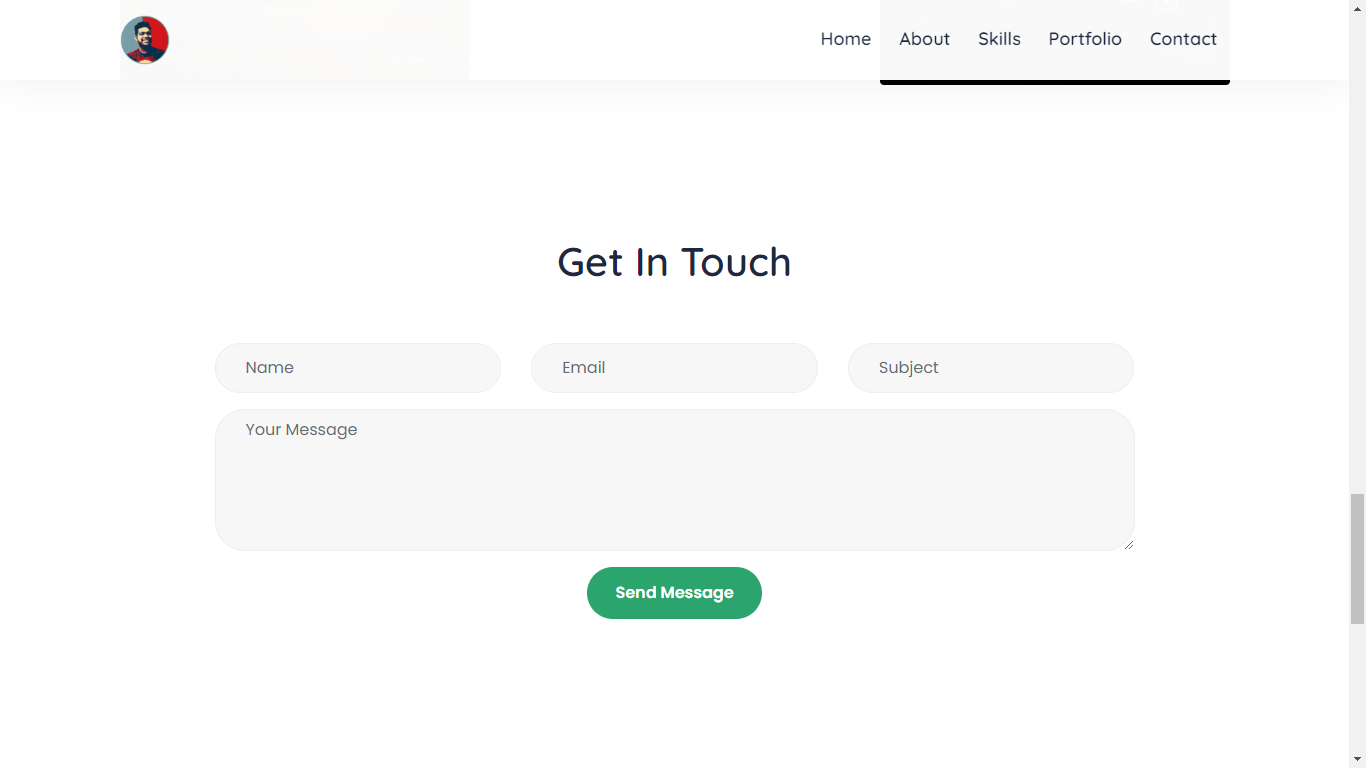 Home About Skills Portfolio Contact
Get In Touch
Name Email Subject
Your Message
Send Message